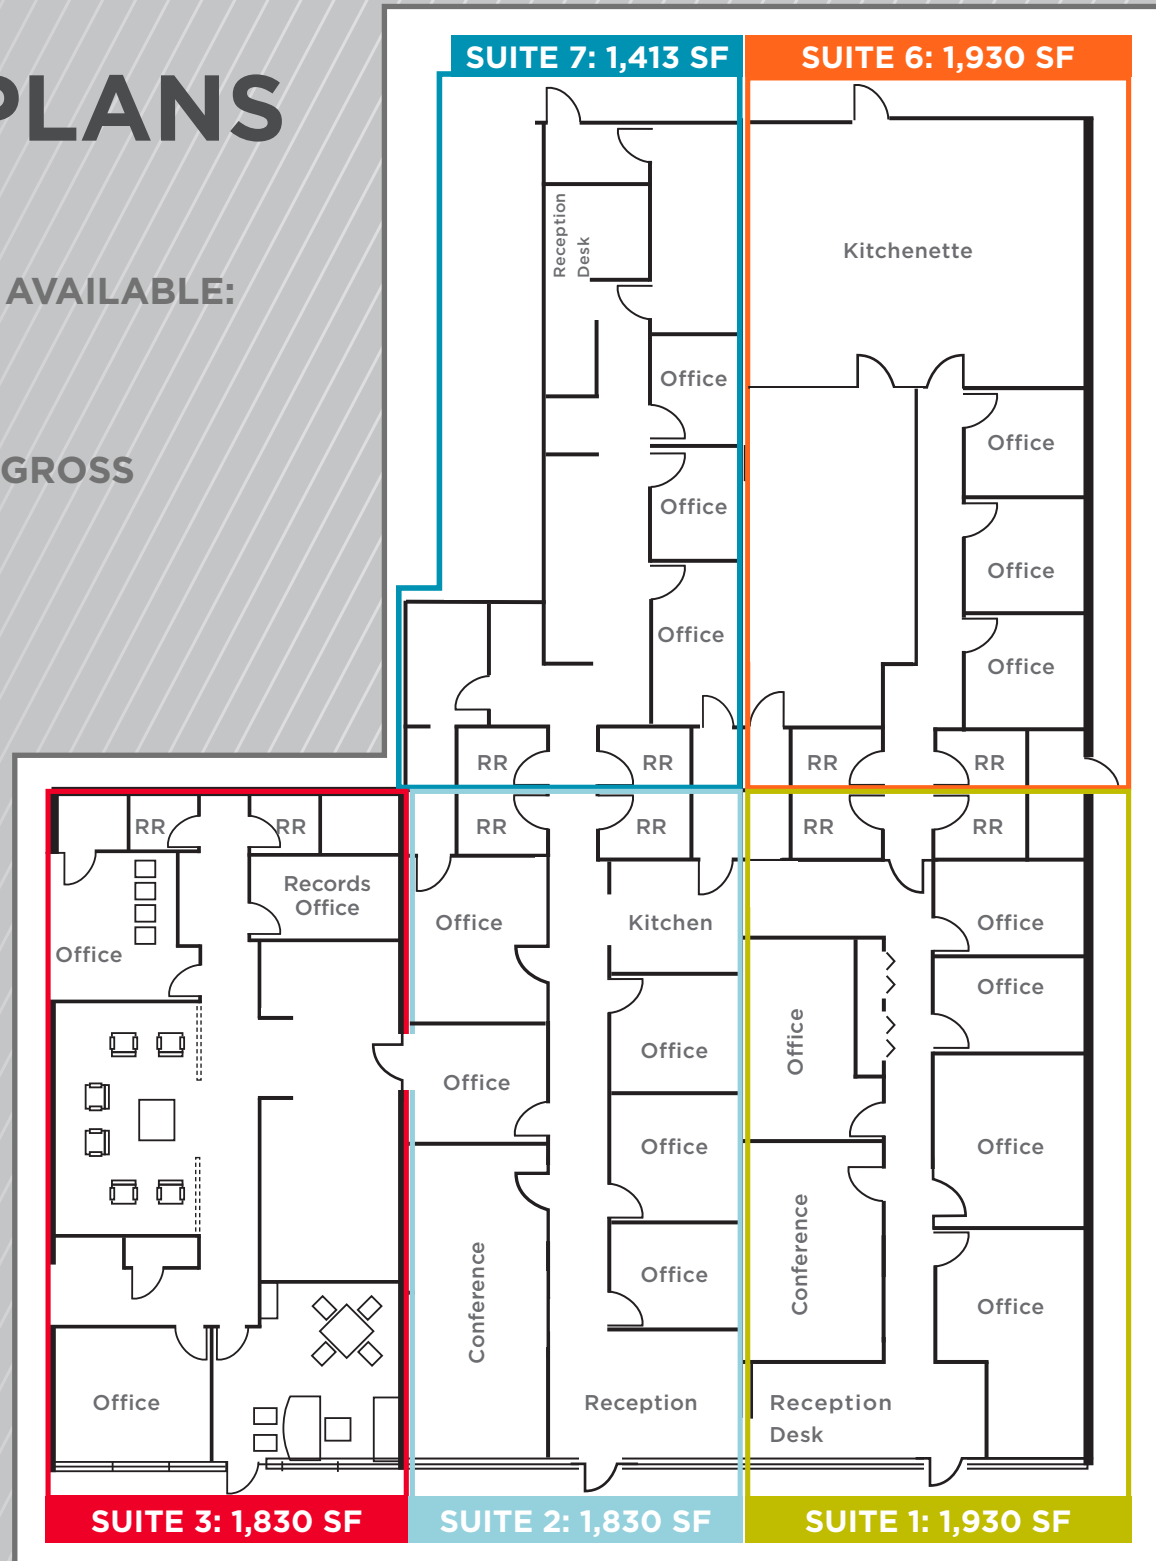 PLANS
AVAILABLE:
GROSS
SUITE 7: 1,413 SF
SUITE 6: 1,930 SF
Reception
Desk
Kitchenette
Office
Office
Office
Office
Office
Office
RR
RR
RR
RR
RR
RR
RR
RR
RR
RR
Records
Office
Office
Office
Kitchen
Office
Office
Office
Office
Office
Office
Office
Office
Conference
Conference
Office
Office
Office
Reception
Reception
Desk
SUITE 3: 1,830 SF
SUITE 2: 1,830 SF
SUITE 1: 1,930 SF